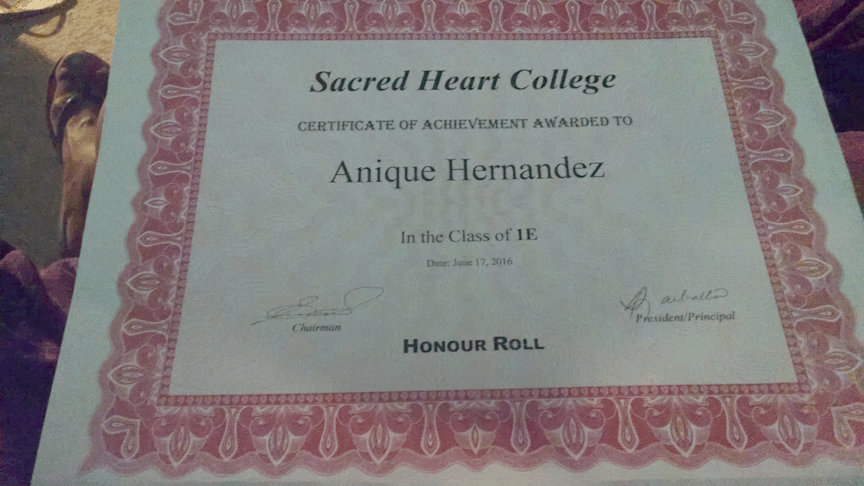 Sacred Heart College
CERTIFICATE OF ACHIEVEMENT AWARDED TO
Anique Hernandez
In the Class of 1E
Date: June 17, 2016
Chairman
President/Principal
HONOUR ROLL